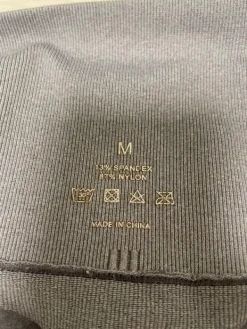 M
13% SPANDEX
87% NYLON
MADE IN CHINA